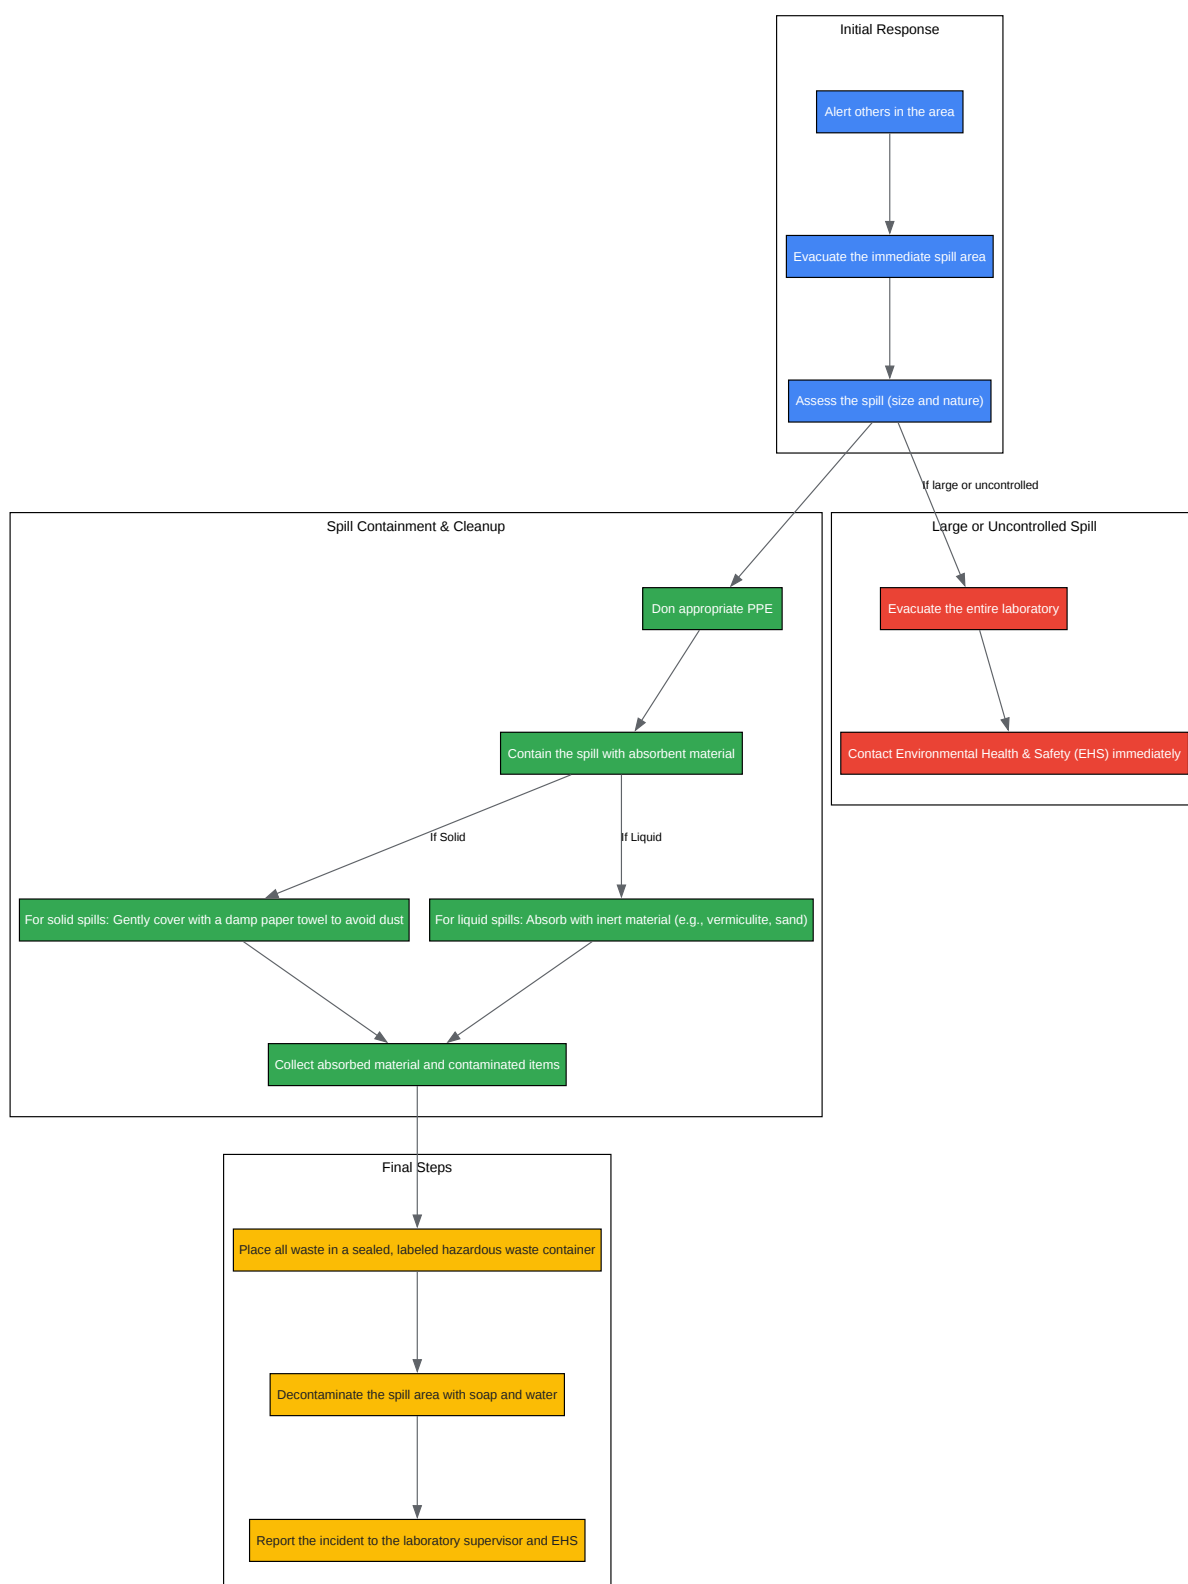 Initial Response
Alert others in the area
Evacuate the immediate spill area
Assess the spill (size and nature)
If large or uncontrolled
Spill Containment & Cleanup
Large or Uncontrolled Spill
Don appropriate PPE
Evacuate the entire laboratory
Contain the spill with absorbent material
Contact Environmental Health & Safety (EHS) immediately
If Solid
If Liquid
For solid spills: Gently cover with a damp paper towel to avoid dust
For liquid spills: Absorb with inert material (e.g., vermiculite, sand)
Collect absorbed material and contaminated items
Final Steps
Place all waste in a sealed, labeled hazardous waste container
Decontaminate the spill area with soap and water
Report the incident to the laboratory supervisor and EHS